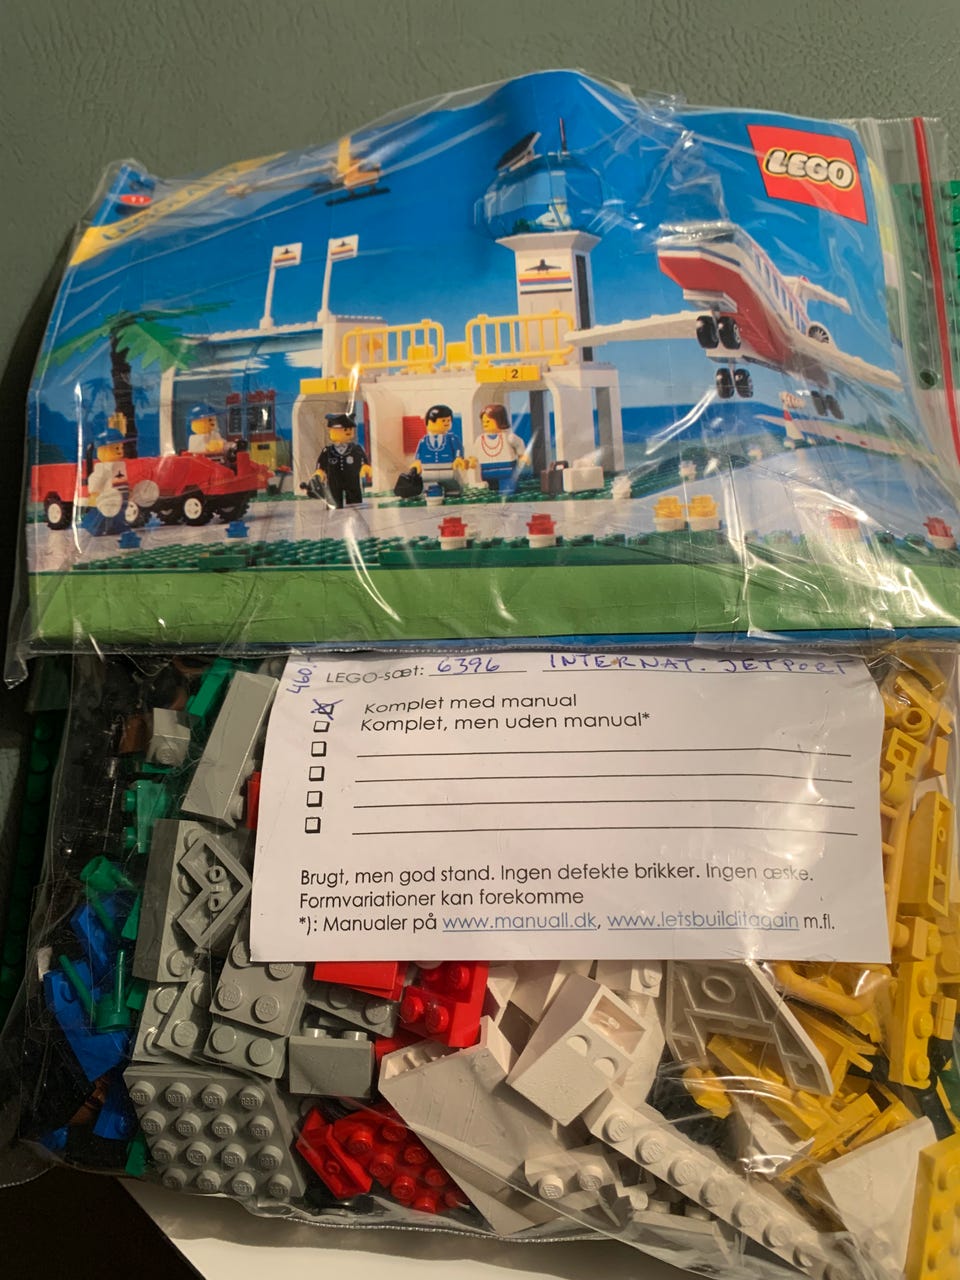 LEGO
1
2
460.
LEGO-sæt: 6396 INTERNAT. JETPORT
Komplet med manual
Komplet, men uden manual*
Brugt, men god stand. Ingen defekte brikker. Ingen æske.
Formvariationer kan forekomme
*): Manualer på www.manuall.dk, www.letsbuilditagain m.fl.